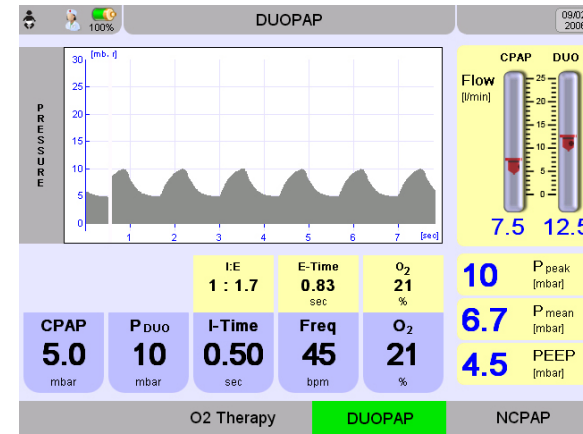 100%
DUOPAP
09/02
2006
[mb. r]
PRESSURE
30
25
20
15
10
5
0
1 2 3 4 5 6 7 [sec]
CPAP DUO
Flow
[l/min]
25
20
15
10
5
0
7.5 12.5
I:E
1 : 1.7
E-Time
0.83
sec
O2
21
%
CPAP
5.0
mbar
P DUO
10
mbar
I-Time
0.50
sec
Freq
45
bpm
O2
21
%
10 P peak
[mbar]
6.7 P mean
[mbar]
4.5 PEEP
[mbar]
O2 Therapy DUOPAP NCPAP